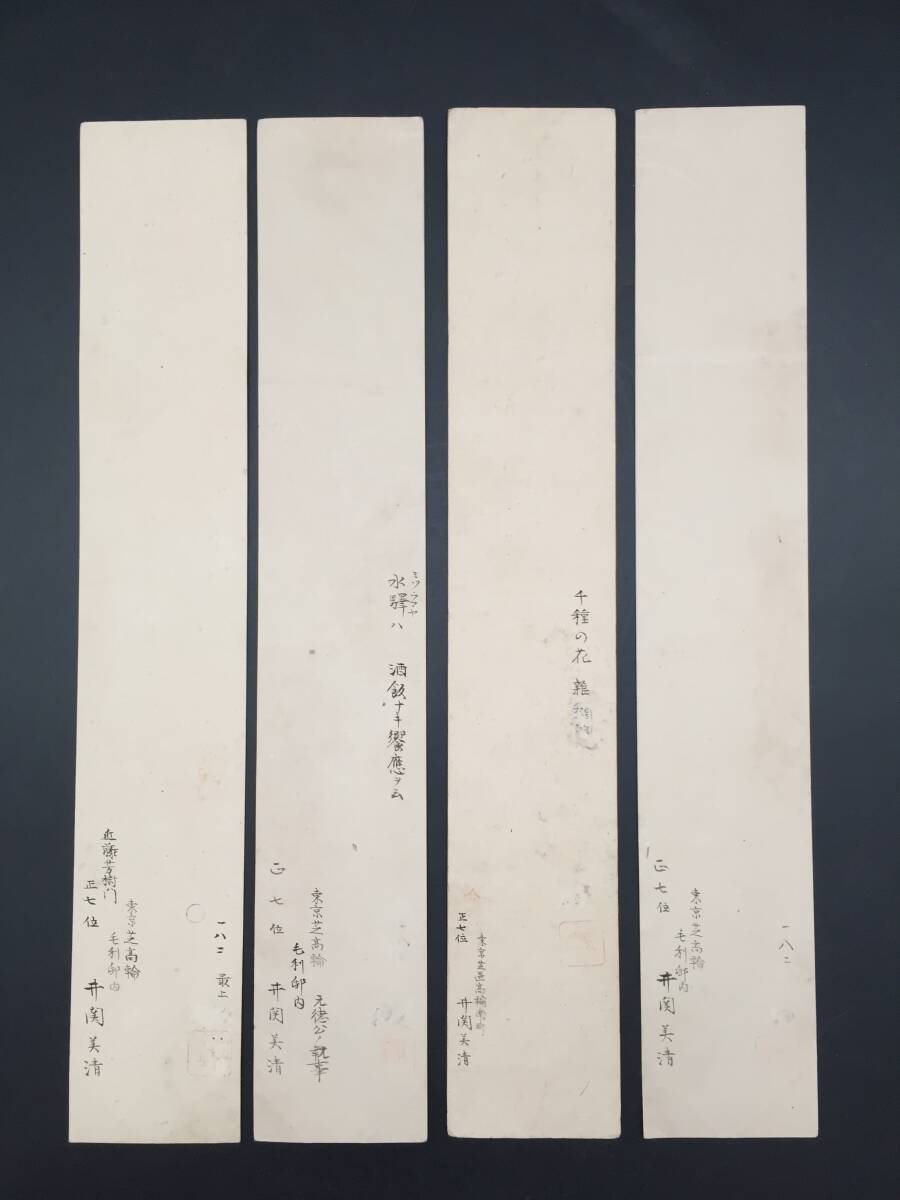 一八二 最上
東京芝高輪
毛利邸内
近藤芳樹門
正七位 井関美清
ミヅウマヤ
水驛ハ 酒飯ナキ饗應ヲ云
元徳公ノ執事
東京芝高輪
毛利邸内
正七位 井関美清
千種の花 雜
東京芝區高輪南町
正七位 井関美清
一八二
東京芝高輪
毛利邸内
正七位 井関美清